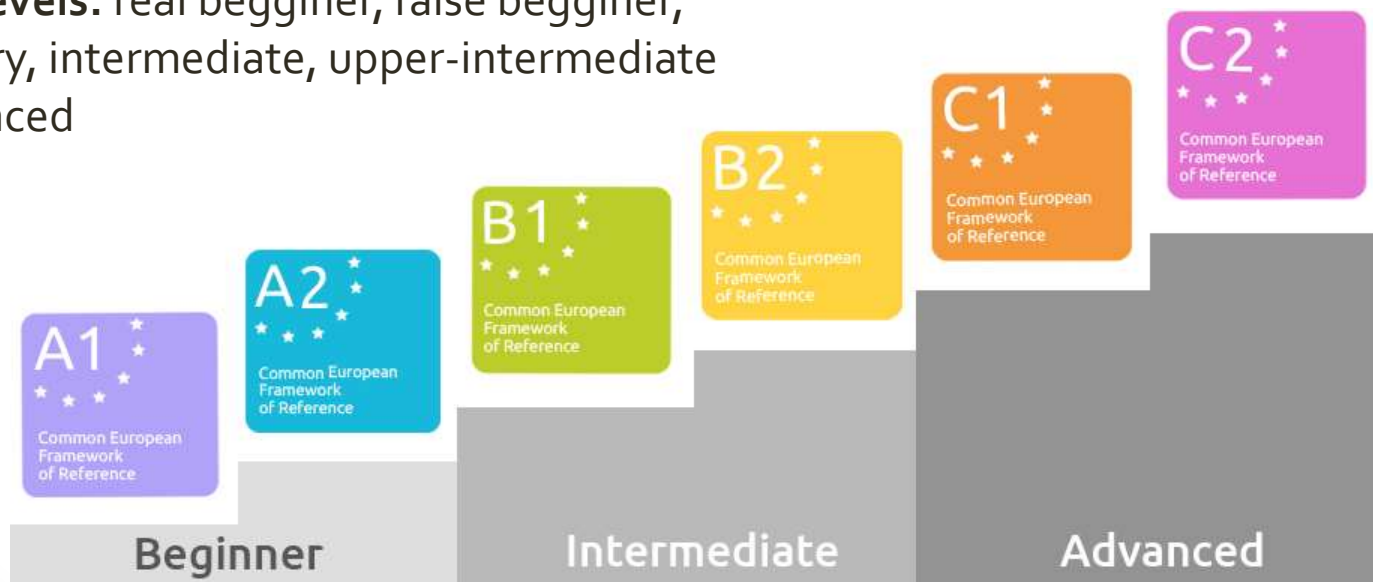 evels: real begginer, false begginer,
ry, intermediate, upper-intermediate
nced
A1
Common European
Framework
of Reference
A2
Common European
Framework
of Reference
B1
Common European
Framework
of Reference
B2
Common European
Framework
of Reference
C1
Common European
Framework
of Reference
C2
Common European
Framework
of Reference
Beginner
Intermediate
Advanced